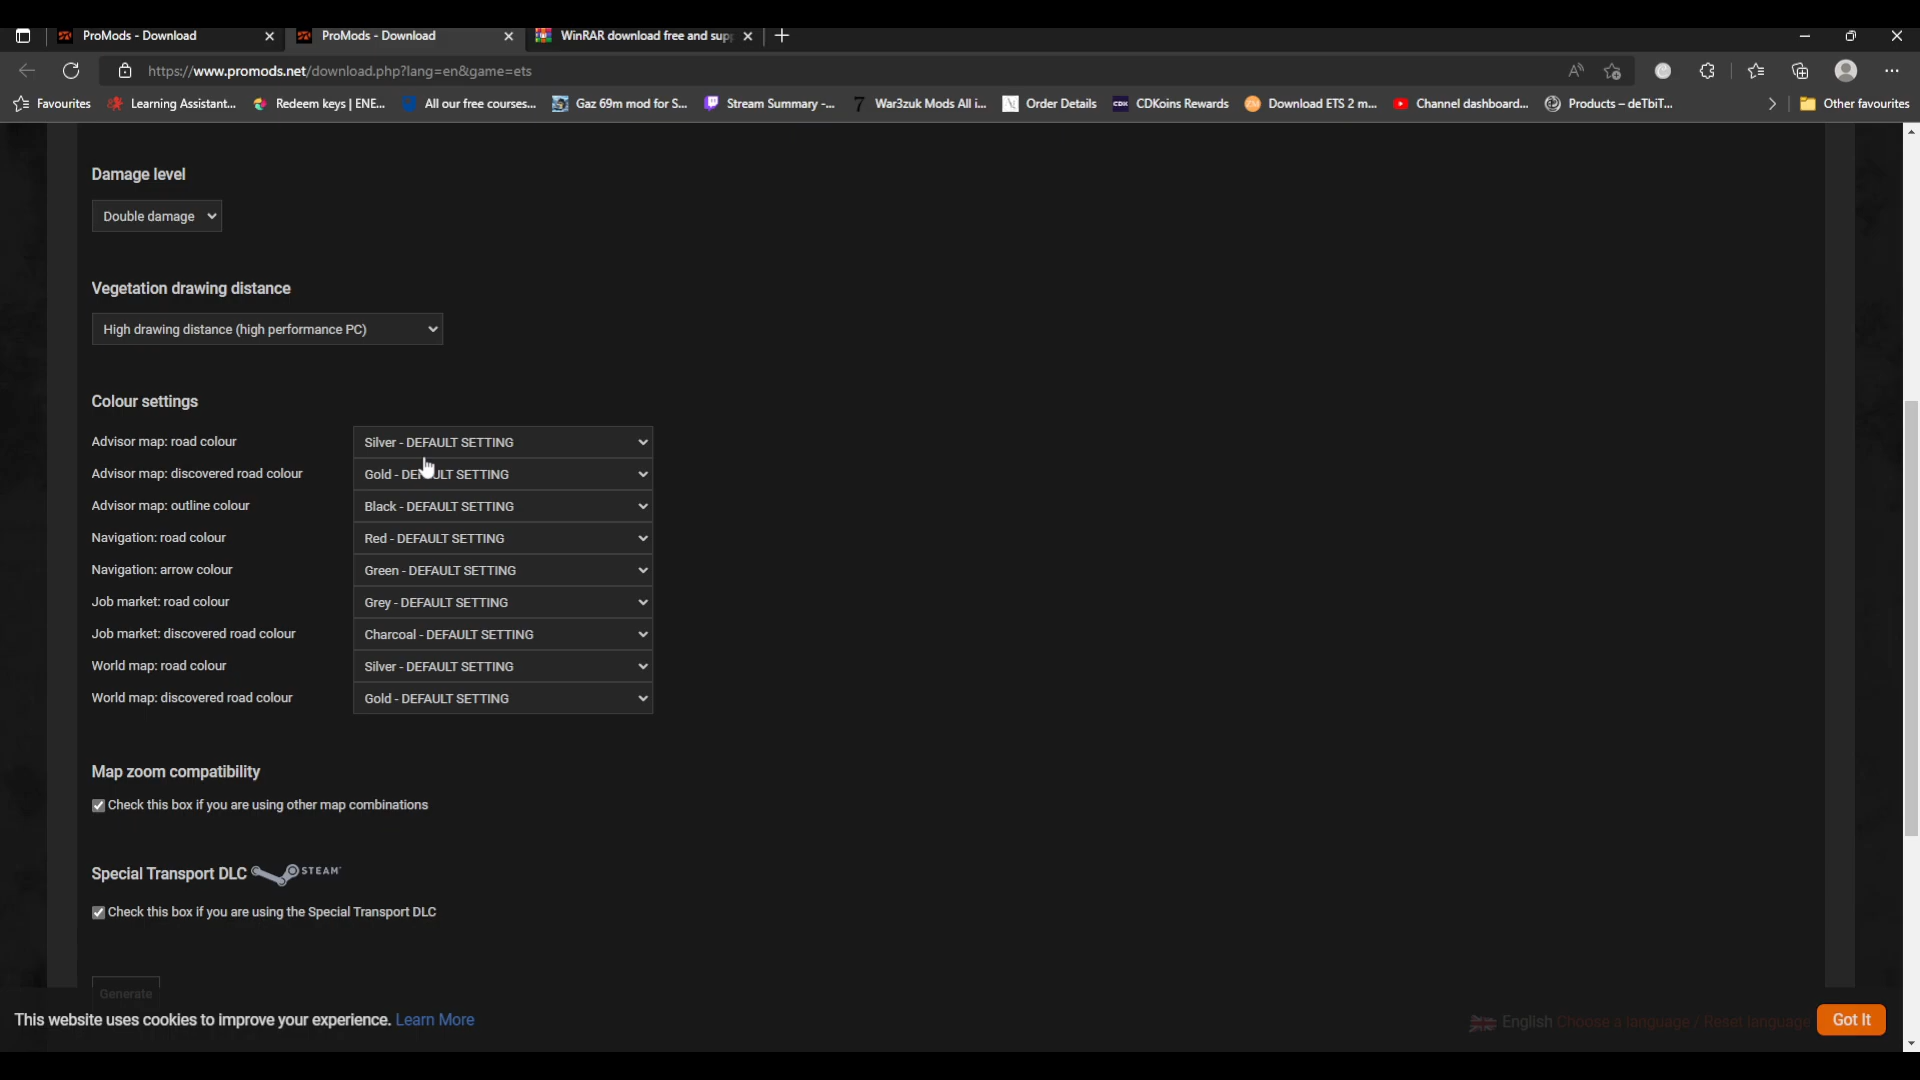 ProMods - Download
ProMods - Download
WinRAR download free and sup
https://www.promods.net/download.php?lang=en&game=ets
Favourites
Learning Assistant...
Redeem keys | ENE...
All our free courses...
Gaz 69m mod for S...
Stream Summary -...
War3zuk Mods All i...
Order Details
CDKoins Rewards
Download ETS 2 m...
Channel dashboard...
Products – deTbiT...
Other favourites
Damage level
Double damage
Vegetation drawing distance
High drawing distance (high performance PC)
Colour settings
Advisor map: road colour
Silver - DEFAULT SETTING
Advisor map: discovered road colour
Gold - DEFAULT SETTING
Advisor map: outline colour
Black - DEFAULT SETTING
Navigation: road colour
Red - DEFAULT SETTING
Navigation: arrow colour
Green - DEFAULT SETTING
Job market: road colour
Grey - DEFAULT SETTING
Job market: discovered road colour
Charcoal - DEFAULT SETTING
World map: road colour
Silver - DEFAULT SETTING
World map: discovered road colour
Gold - DEFAULT SETTING
Map zoom compatibility
Check this box if you are using other map combinations
Special Transport DLC STEAM
Check this box if you are using the Special Transport DLC
Generate
This website uses cookies to improve your experience. Learn More
English Choose a language / Reset language
Got It